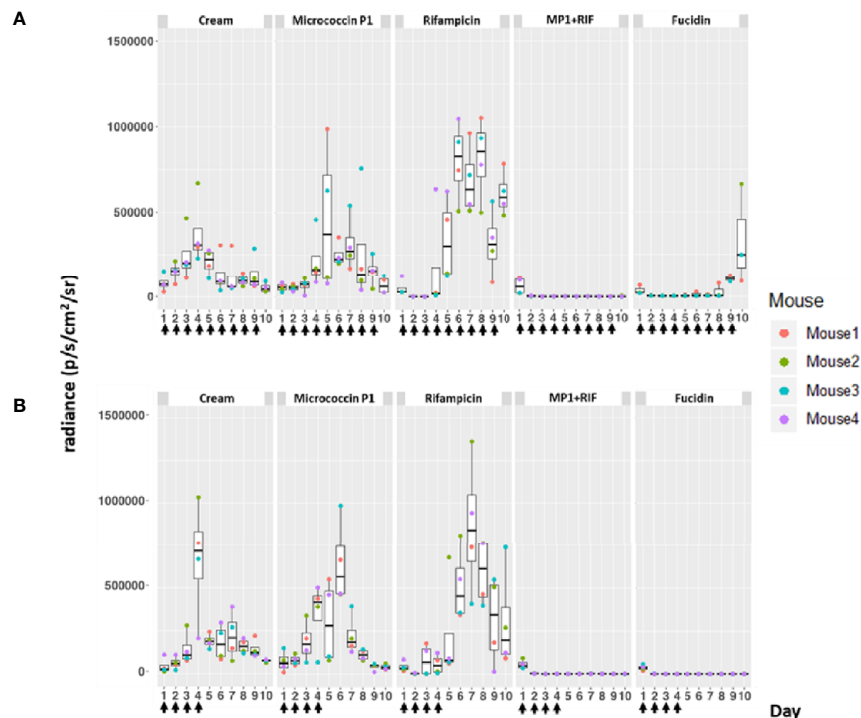 A
Cream Micrococcin P1 Rifampicin MP1+RIF Fucidin
1500000
1000000
500000
0
1 2 3 4 5 6 7 8 9 10 1 2 3 4 5 6 7 8 9 10 1 2 3 4 5 6 7 8 9 10 1 2 3 4 5 6 7 8 9 10 1 2 3 4 5 6 7 8 9 10
radiance (p/s/cm²/sr)
Mouse
Mouse1
Mouse2
Mouse3
Mouse4
B
Cream Micrococcin P1 Rifampicin MP1+RIF Fucidin
1500000
1000000
500000
0
1 2 3 4 5 6 7 8 9 10 1 2 3 4 5 6 7 8 9 10 1 2 3 4 5 6 7 8 9 10 1 2 3 4 5 6 7 8 9 10 1 2 3 4 5 6 7 8 9 10
Day